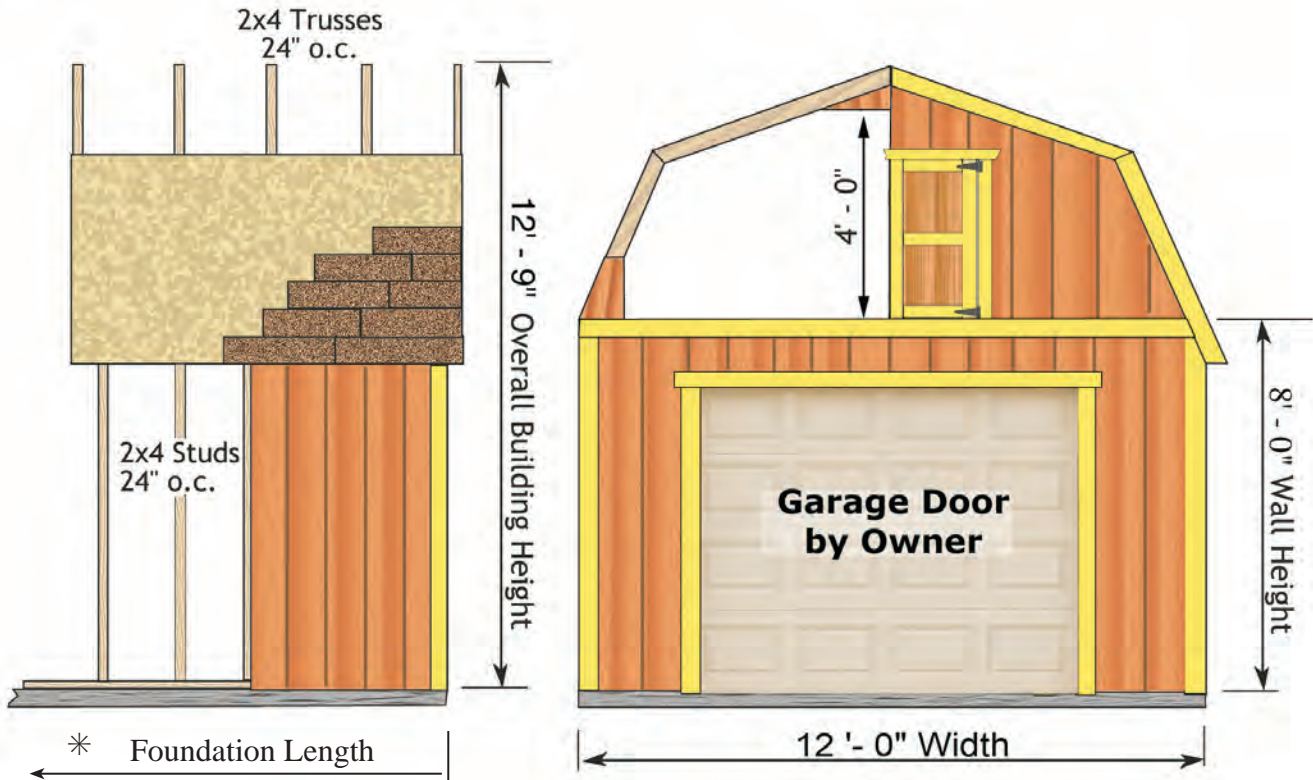 2x4 Trusses
24" o.c.
12' - 9" Overall Building Height
2x4 Studs
24" o.c.
✳ Foundation Length
4' - 0"
Garage Door
by Owner
8' - 0" Wall Height
12 '- 0" Width